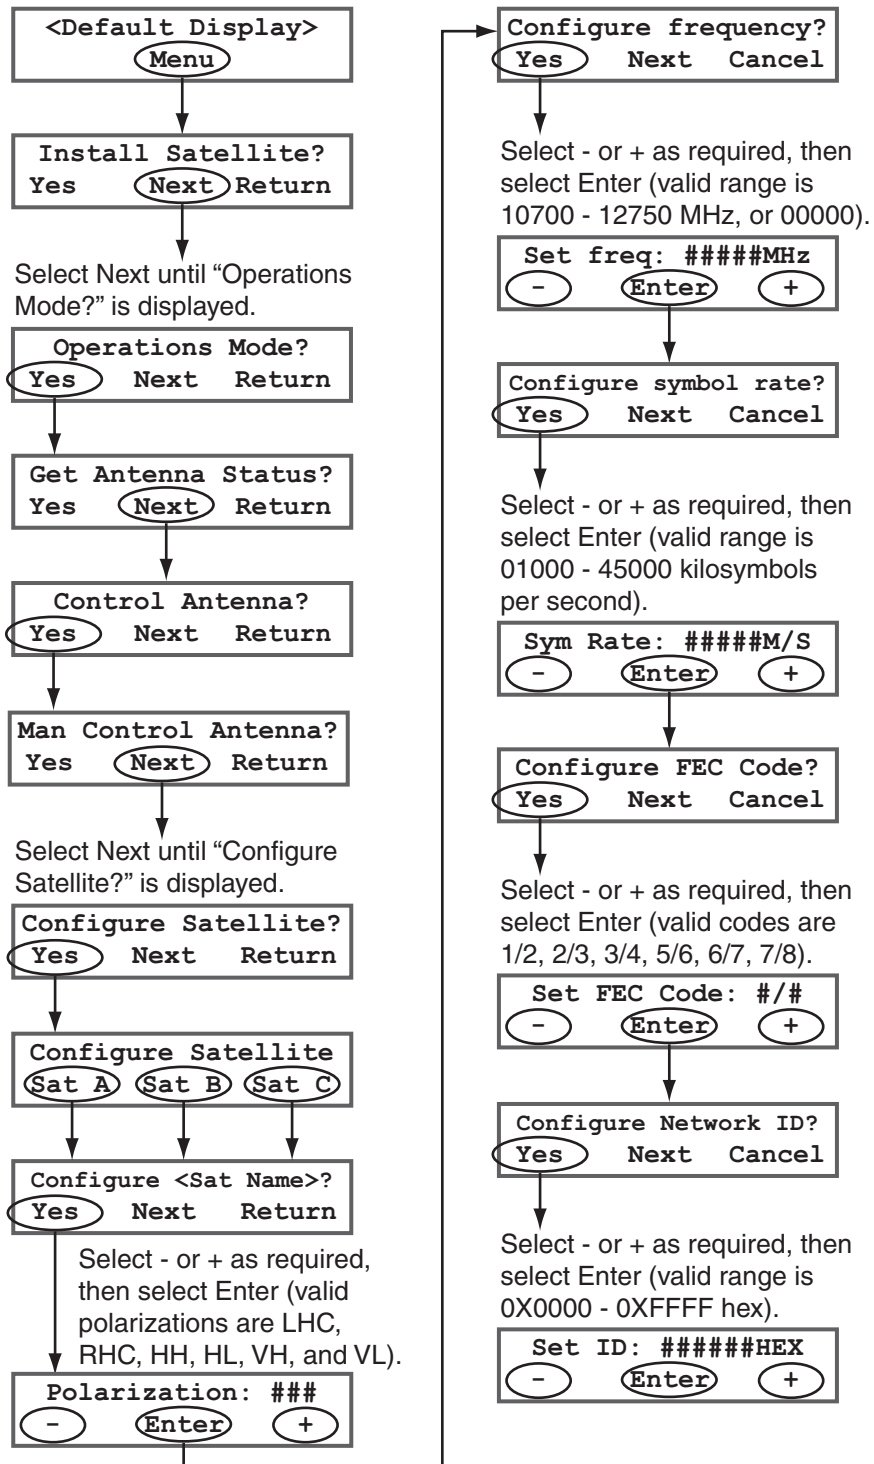 <Default Display>
Menu
Install Satellite?
Yes Next Return
Select Next until “Operations
Mode?” is displayed.
Operations Mode?
Yes Next Return
Get Antenna Status?
Yes Next Return
Control Antenna?
Yes Next Return
Man Control Antenna?
Yes Next Return
Select Next until “Configure
Satellite?” is displayed.
Configure Satellite?
Yes Next Return
Configure Satellite
Sat A Sat B Sat C
Configure <Sat Name>?
Yes Next Return
Select - or + as required,
then select Enter (valid
polarizations are LHC,
RHC, HH, HL, VH, and VL).
Polarization: ###
- Enter +
Configure frequency?
Yes Next Cancel
Select - or + as required, then
select Enter (valid range is
10700 - 12750 MHz, or 00000).
Set freq: #####MHz
- Enter +
Configure symbol rate?
Yes Next Cancel
Select - or + as required, then
select Enter (valid range is
01000 - 45000 kilosymbols
per second).
Sym Rate: #####M/S
- Enter +
Configure FEC Code?
Yes Next Cancel
Select - or + as required, then
select Enter (valid codes are
1/2, 2/3, 3/4, 5/6, 6/7, 7/8).
Set FEC Code: #/#
- Enter +
Configure Network ID?
Yes Next Cancel
Select - or + as required, then
select Enter (valid range is
0X0000 - 0XFFFF hex).
Set ID: ######HEX
- Enter +